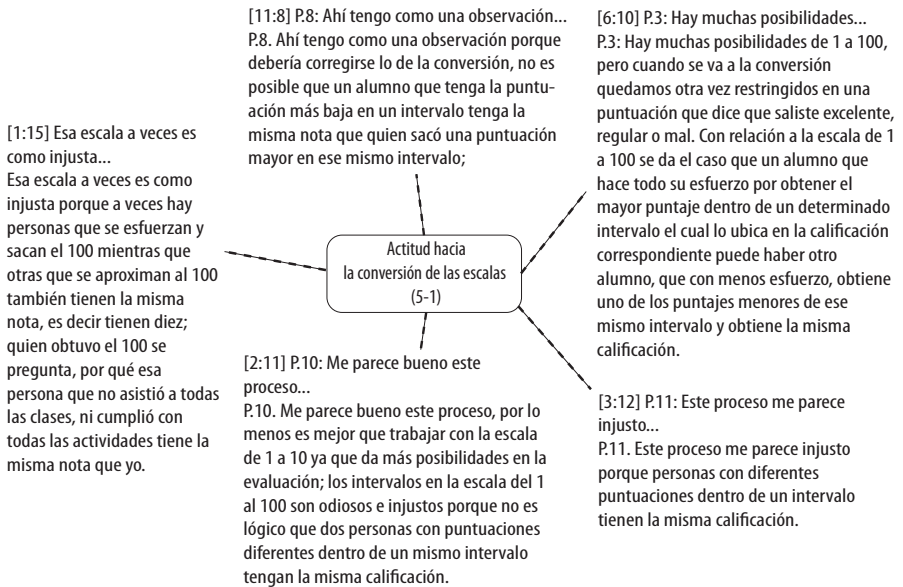 [11:8] P.8: Ahí tengo como una observación...
P.8. Ahí tengo como una observación porque
debería corregirse lo de la conversión, no es
posible que un alumno que tenga la puntu-
ación más baja en un intervalo tenga la
misma nota que quien sacó una puntuación
mayor en ese mismo intervalo;
[6:10] P.3: Hay muchas posibilidades...
P.3: Hay muchas posibilidades de 1 a 100,
pero cuando se va a la conversión
quedamos otra vez restringidos en una
puntuación que dice que saliste excelente,
regular o mal. Con relación a la escala de 1
a 100 se da el caso que un alumno que
hace todo su esfuerzo por obtener el
mayor puntaje dentro de un determinado
intervalo el cual lo ubica en la calificación
correspondiente puede haber otro
alumno, que con menos esfuerzo, obtiene
uno de los puntajes menores de ese
mismo intervalo y obtiene la misma
calificación.
[1:15] Esa escala a veces es
como injusta...
Esa escala a veces es como
injusta porque a veces hay
personas que se esfuerzan y
sacan el 100 mientras que
otras que se aproximan al 100
también tienen la misma
nota, es decir tienen diez;
quien obtuvo el 100 se
pregunta, por qué esa
persona que no asistió a todas
las clases, ni cumplió con
todas las actividades tiene la
misma nota que yo.
Actitud hacia
la conversión de las escalas
(5-1)
[2:11] P.10: Me parece bueno este
proceso...
P.10. Me parece bueno este proceso, por lo
menos es mejor que trabajar con la escala
de 1 a 10 ya que da más posibilidades en la
evaluación; los intervalos en la escala del 1
al 100 son odiosos e injustos porque no es
lógico que dos personas con puntuaciones
diferentes dentro de un mismo intervalo
tengan la misma calificación.
[3:12] P.11: Este proceso me parece
injusto...
P.11. Este proceso me parece injusto
porque personas con diferentes
puntuaciones dentro de un intervalo
tienen la misma calificación.